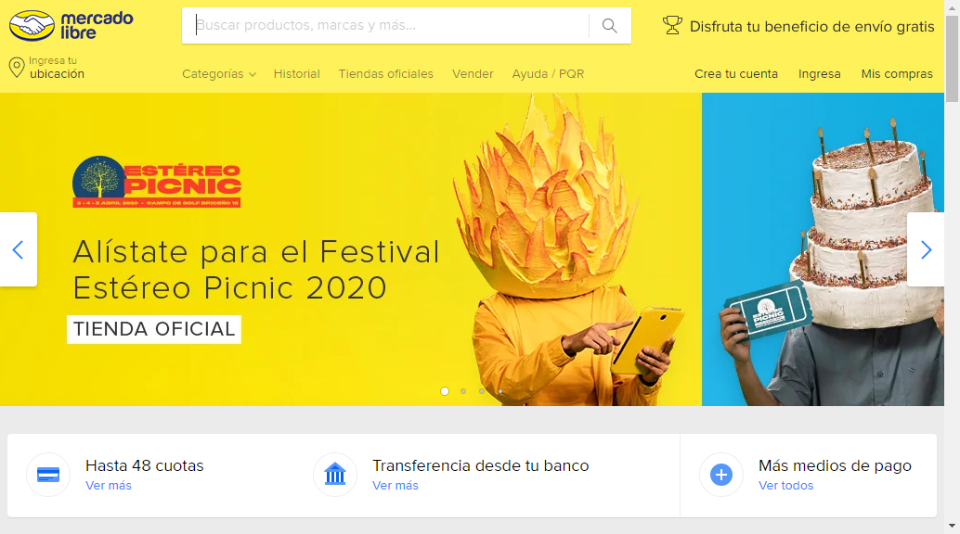 mercado
libre
Buscar productos, marcas y más...
Disfruta tu beneficio de envío gratis
Ingresa tu
ubicación
Categorías
Historial
Tiendas oficiales
Vender
Ayuda / PQR
Crea tu cuenta
Ingresa
Mis compras
ESTÉREO
PICNIC
3 - 4 - 5 ABRIL 2020 • CAMPO DE GOLF BRICEÑO 18
Alístate para el Festival
Estéreo Picnic 2020
TIENDA OFICIAL
ESTÉREO
PICNIC
Hasta 48 cuotas
Ver más
Transferencia desde tu banco
Ver más
Más medios de pago
Ver todos